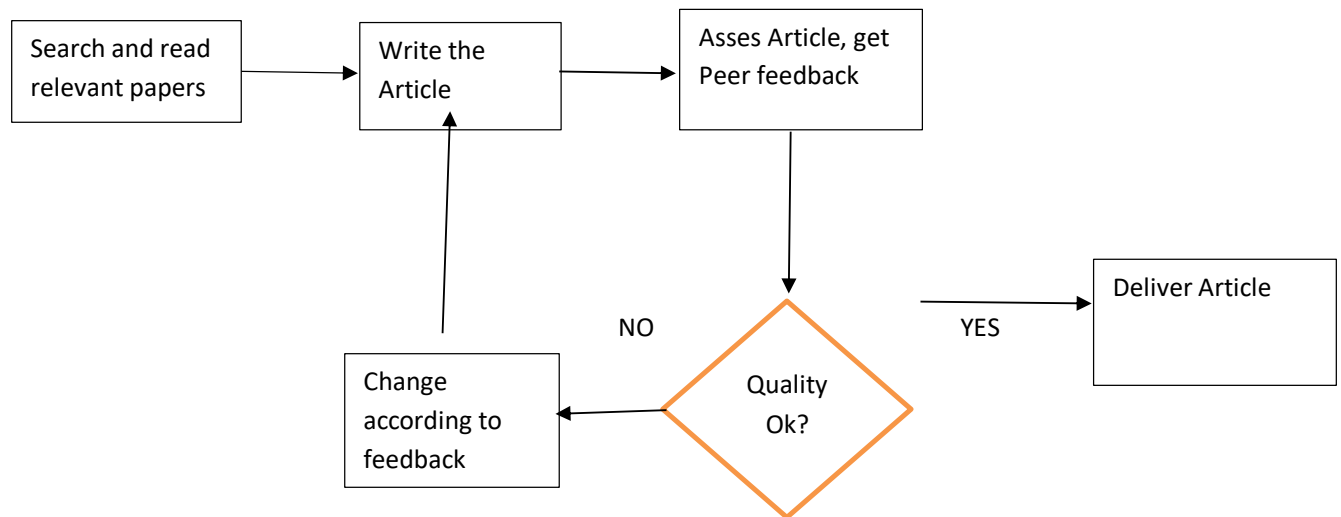 Search and read
relevant papers
Write the
Article
Asses Article, get
Peer feedback
Deliver Article
NO
YES
Quality
Ok?
Change
according to
feedback